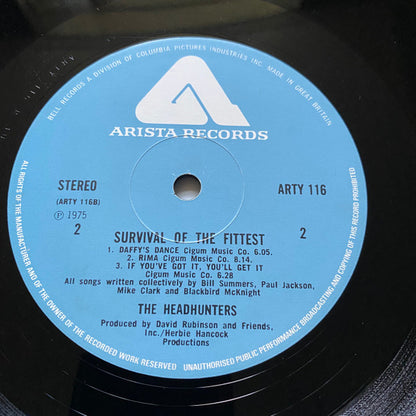 BELL RECORDS A DIVISION OF COLUMBIA PICTURES INDUSTRIES INC. MADE IN GREAT BRITAIN
ARISTA RECORDS
STEREO
ARTY 116
(ARTY 116B)
℗ 1975
2
2
SURVIVAL OF THE FITTEST
1. DAFFY'S DANCE Cigum Music Co. 6.05.
2. RIMA Cigum Mosic Co. 8.14.
3. IF YOU'VE GOT IT, YOU'LL GET IT
Cigum Music Co. 6.28
All songs written collectively by Bill Summers, Paul Jackson,
Mike Clark and Blackbird McKnight
THE HEADHUNTERS
Produced by David Rubinson and Friends,
Inc./Herbie Hancock
Productions
ALL RIGHTS OF THE MANUFACTURER AND OF THE OWNER OF THE RECORDED WORK RESERVED
UNAUTHORISED PUBLIC PERFORMANCE BROADCASTING AND COPYING OF THIS RECORD PROHIBITED